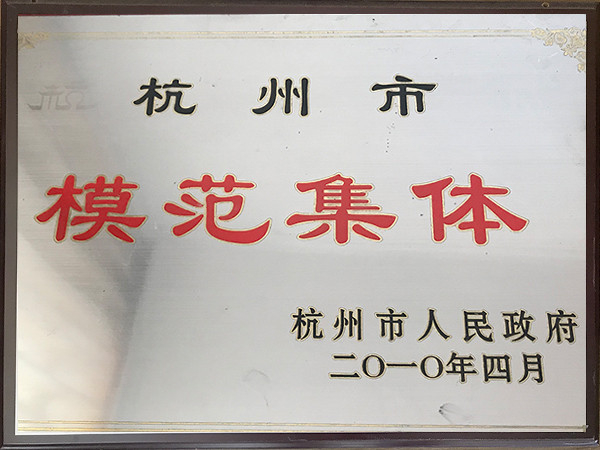 杭州市
模范集体
杭州市人民政府
二〇一〇年四月